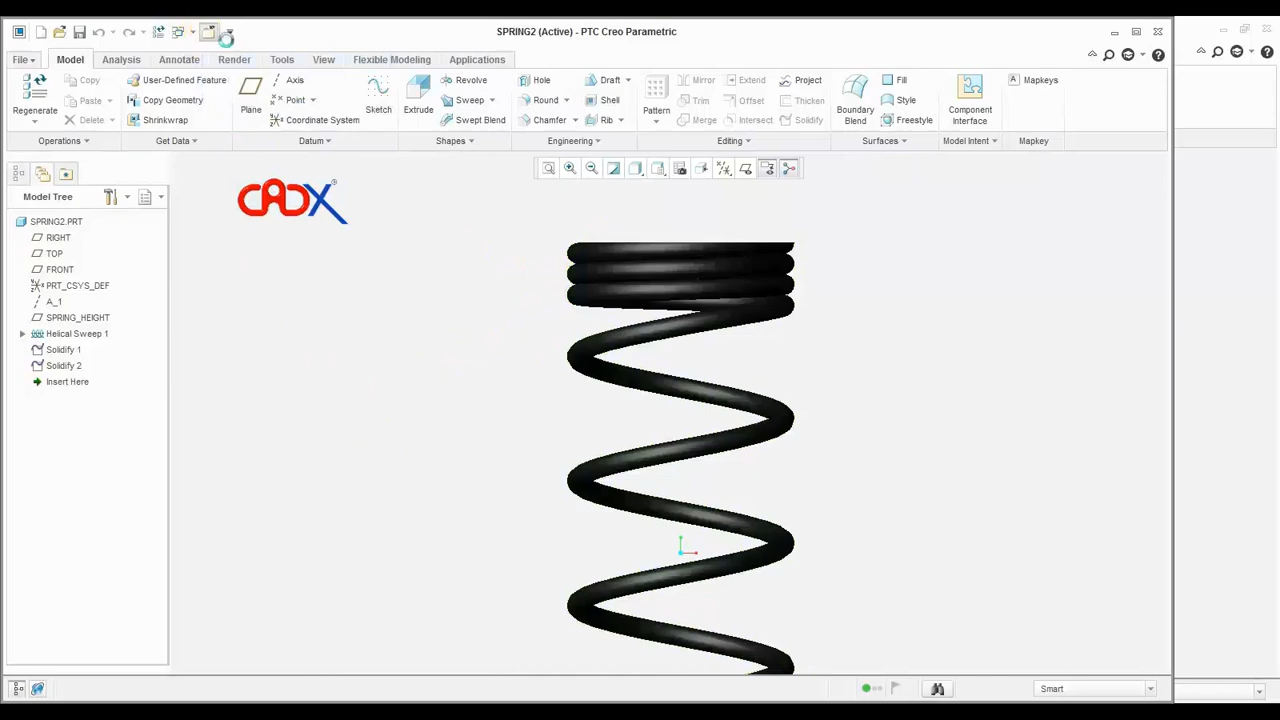 SPRING2 (Active) - PTC Creo Parametric
File Model Analysis Annotate Render Tools View Flexible Modeling Applications
Regenerate
Copy
Paste
Delete
Operations
User-Defined Feature
Copy Geometry
Shrinkwrap
Get Data
Plane
Axis
Point
Coordinate System
Sketch
Datum
Extrude
Revolve
Sweep
Swept Blend
Shapes
Hole
Round
Chamfer
Draft
Shell
Rib
Engineering
Pattern
Mirror
Trim
Merge
Extend
Offset
Intersect
Project
Thicken
Solidify
Editing
Boundary
Blend
Fill
Style
Freestyle
Surfaces
Component
Interface
Model Intent
Mapkeys
Mapkey
Model Tree
SPRING2.PRT
RIGHT
TOP
FRONT
PRT_CSYS_DEF
A_1
SPRING_HEIGHT
Helical Sweep 1
Solidify 1
Solidify 2
Insert Here
CADX®
Smart